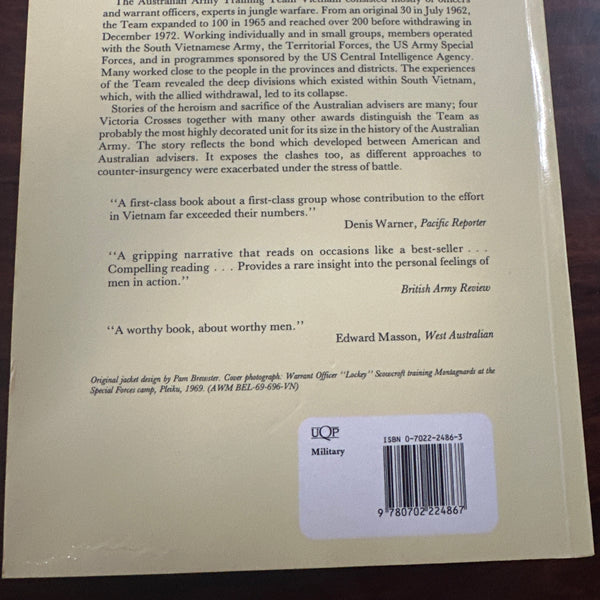 The Australian Army Training Team Vietnam consisted mostly of officers
and warrant officers, experts in jungle warfare. From an original 30 in July 1962,
the Team expanded to 100 in 1965 and reached over 200 before withdrawing in
December 1972. Working individually and in small groups, members operated
with the South Vietnamese Army, the Territorial Forces, the US Army Special
Forces, and in programmes sponsored by the US Central Intelligence Agency.
Many worked close to the people in the provinces and districts. The experiences
of the Team revealed the deep divisions which existed within South Vietnam,
which, with the allied withdrawal, led to its collapse.
Stories of the heroism and sacrifice of the Australian advisers are many; four
Victoria Crosses together with many other awards distinguish the Team as
probably the most highly decorated unit for its size in the history of the Australian
Army. The story reflects the bond which developed between American and
Australian advisers. It exposes the clashes too, as different approaches to
counter-insurgency were exacerbated under the stress of battle.
‘‘A first-class book about a first-class group whose contribution to the effort
in Vietnam far exceeded their numbers.’’
Denis Warner, Pacific Reporter
‘‘A gripping narrative that reads on occasions like a best-seller . . .
Compelling reading . . . Provides a rare insight into the personal feelings of
men in action.’’
British Army Review
‘‘A worthy book, about worthy men.’’
Edward Masson, West Australian
Original jacket design by Pam Brewster. Cover photograph: Warrant Officer ‘‘Lockey’’ Scowcroft training Montagnards at the
Special Forces camp, Pleiku, 1969. (AWM BEL-69-696-VN)
UQP
Military
ISBN 0-7022-2486-3
9 780702 224867